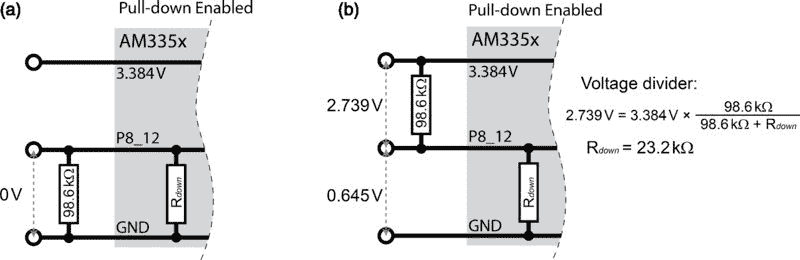 (a)
Pull-down Enabled
AM335x
3.384V
P8_12
0V
98.6kΩ
Rdown
GND
(b)
Pull-down Enabled
AM335x
3.384V
2.739V
98.6kΩ
P8_12
0.645V
Rdown
GND
Voltage divider:
2.739V = 3.384V × 98.6kΩ / 98.6kΩ + Rdown
Rdown = 23.2kΩ